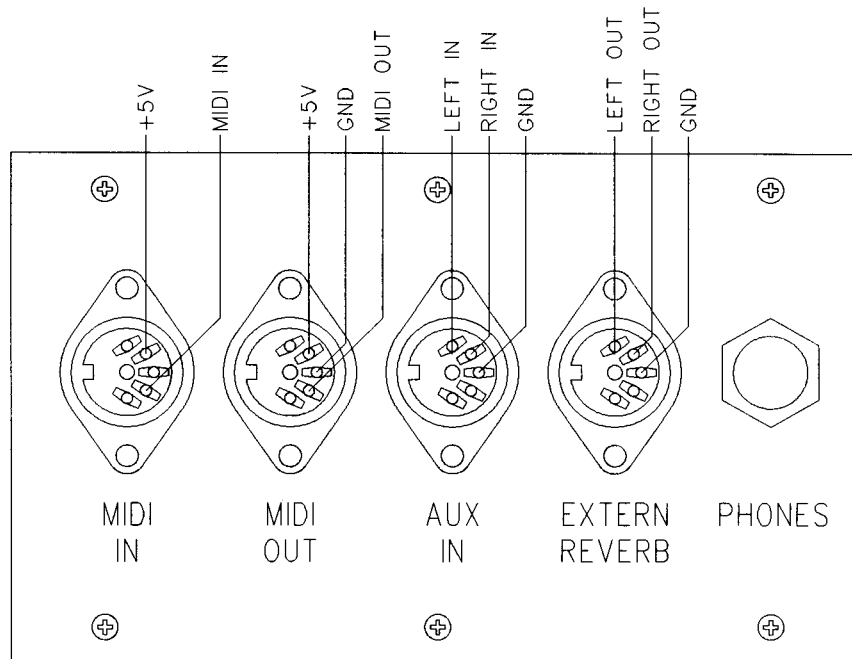 +5V
MIDI IN
+5V
GND
MIDI OUT
LEFT IN
RIGHT IN
GND
LEFT OUT
RIGHT OUT
GND
MIDI
IN
MIDI
OUT
AUX
IN
EXTERN
REVERB
PHONES